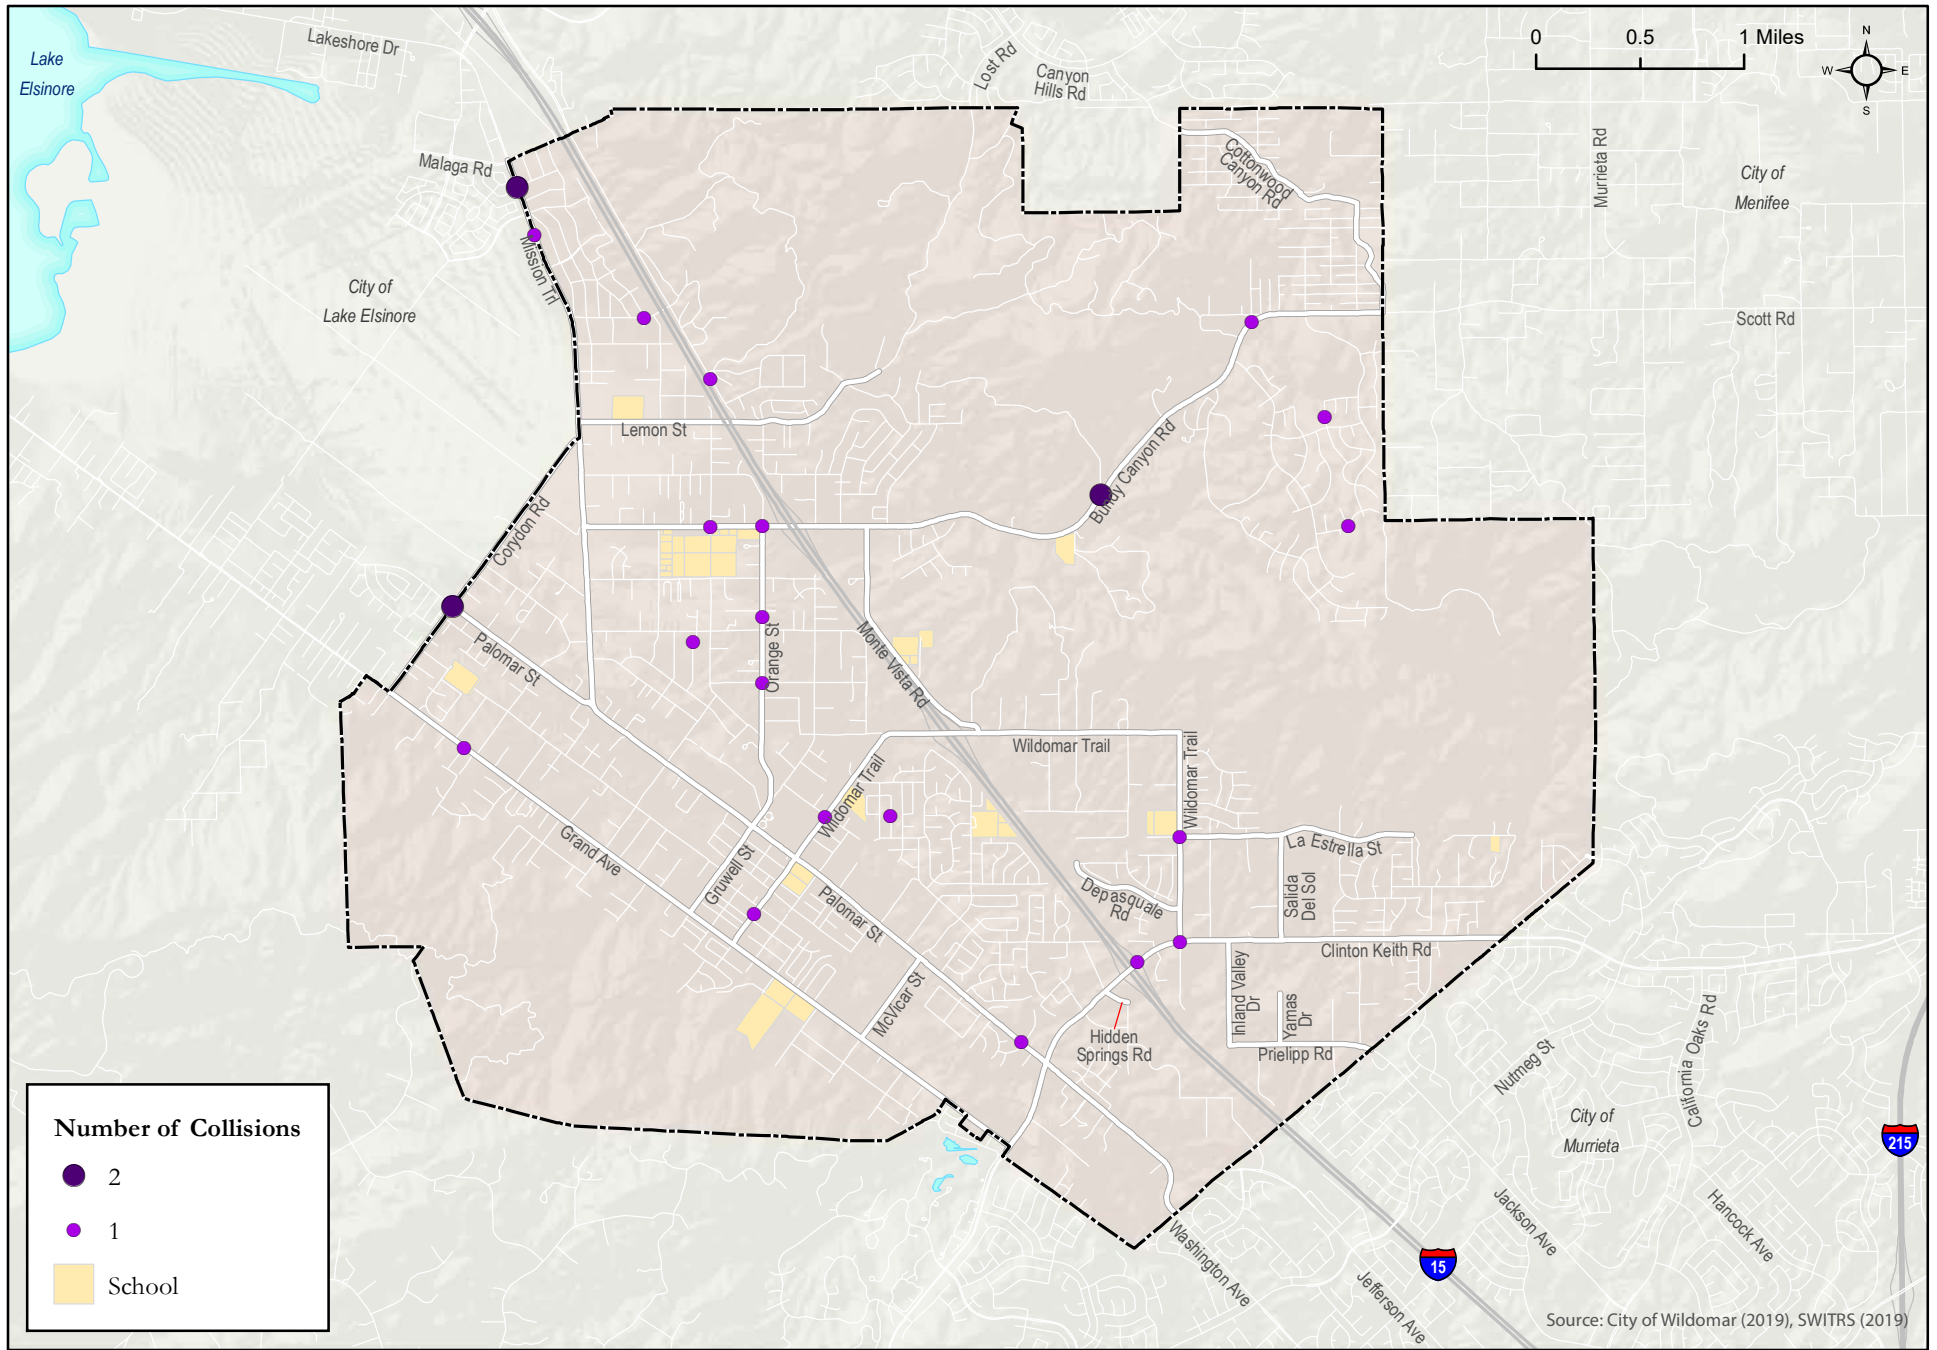 Lake
Elsinore
Lakeshore Dr
Lost Rd
Canyon
Hills Rd
0 0.5 1 Miles
N
W E
S
Malaga Rd
Mission Trl
City of
Lake Elsinore
Cottonwood
Canyon Rd
Murrieta Rd
City of
Menifee
Scott Rd
Lemon St
Corydon Rd
Bundy Canyon Rd
Palomar St
Orange St
Monte Vista Rd
Wildomar Trail
Wildomar Trail
Wildomar Trail
Grand Ave
Gruwell St
Palomar St
McVicar St
La Estrella St
Depasquale
Rd
Salida
Del Sol
Clinton Keith Rd
Inland Valley
Dr
Yamas
Dr
Hidden
Springs Rd
Prielipp Rd
Nutmeg St
California Oaks Rd
City of
Murrieta
215
Jackson Ave
Hancock Ave
Washington Ave
Jefferson Ave
15
Number of Collisions
2
1
School
Source: City of Wildomar (2019), SWITRS (2019)